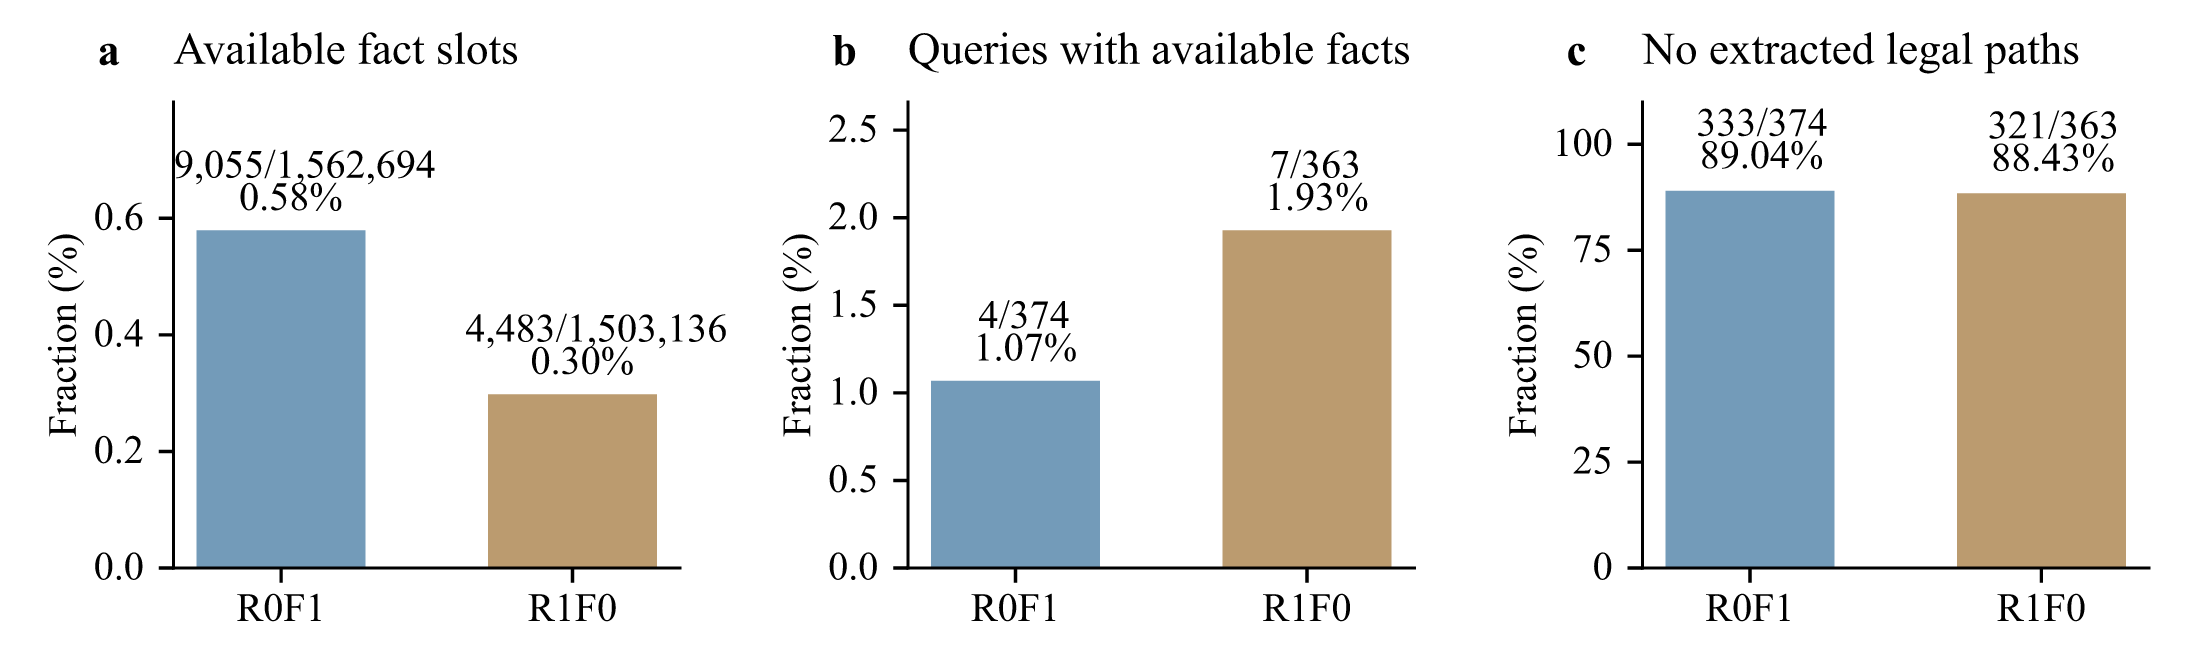 a Available fact slots
Fraction (%)
0.6
0.4
0.2
0.0
9,055/1,562,694
0.58%
4,483/1,503,136
0.30%
R0F1
R1F0
b Queries with available facts
Fraction (%)
2.5
2.0
1.5
1.0
0.5
0.0
4/374
1.07%
7/363
1.93%
R0F1
R1F0
c No extracted legal paths
Fraction (%)
100
75
50
25
0
333/374
89.04%
321/363
88.43%
R0F1
R1F0